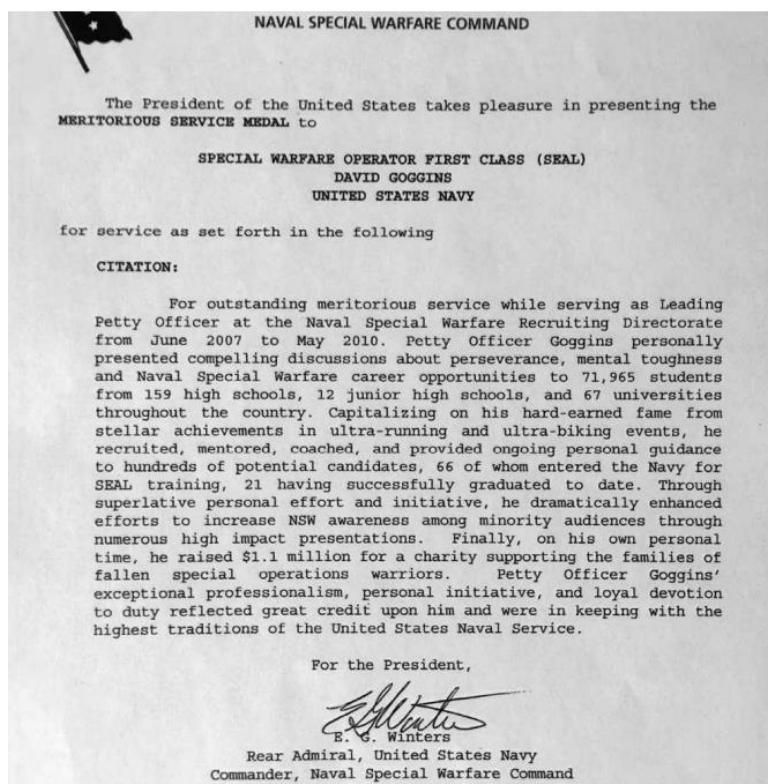 NAVAL SPECIAL WARFARE COMMAND
The President of the United States takes pleasure in presenting the
MERITORIOUS SERVICE MEDAL to
SPECIAL WARFARE OPERATOR FIRST CLASS (SEAL)
DAVID GOGGINS
UNITED STATES NAVY
for service as set forth in the following
CITATION:
For outstanding meritorious service while serving as Leading
Petty Officer at the Naval Special Warfare Recruiting Directorate
from June 2007 to May 2010. Petty Officer Goggins personally
presented compelling discussions about perseverance, mental toughness
and Naval Special Warfare career opportunities to 71,965 students
from 159 high schools, 12 junior high schools, and 67 universities
throughout the country. Capitalizing on his hard-earned fame from
stellar achievements in ultra-running and ultra-biking events, he
recruited, mentored, coached, and provided ongoing personal guidance
to hundreds of potential candidates, 66 of whom entered the Navy for
SEAL training, 21 having successfully graduated to date. Through
superlative personal effort and initiative, he dramatically enhanced
efforts to increase NSW awareness among minority audiences through
numerous high impact presentations. Finally, on his own personal
time, he raised $1.1 million for a charity supporting the families of
fallen special operations warriors. Petty Officer Goggins'
exceptional professionalism, personal initiative, and loyal devotion
to duty reflected great credit upon him and were in keeping with the
highest traditions of the United States Naval Service.
For the President,
E G Winters
E. G. Winters
Rear Admiral, United States Navy
Commander, Naval Special Warfare Command